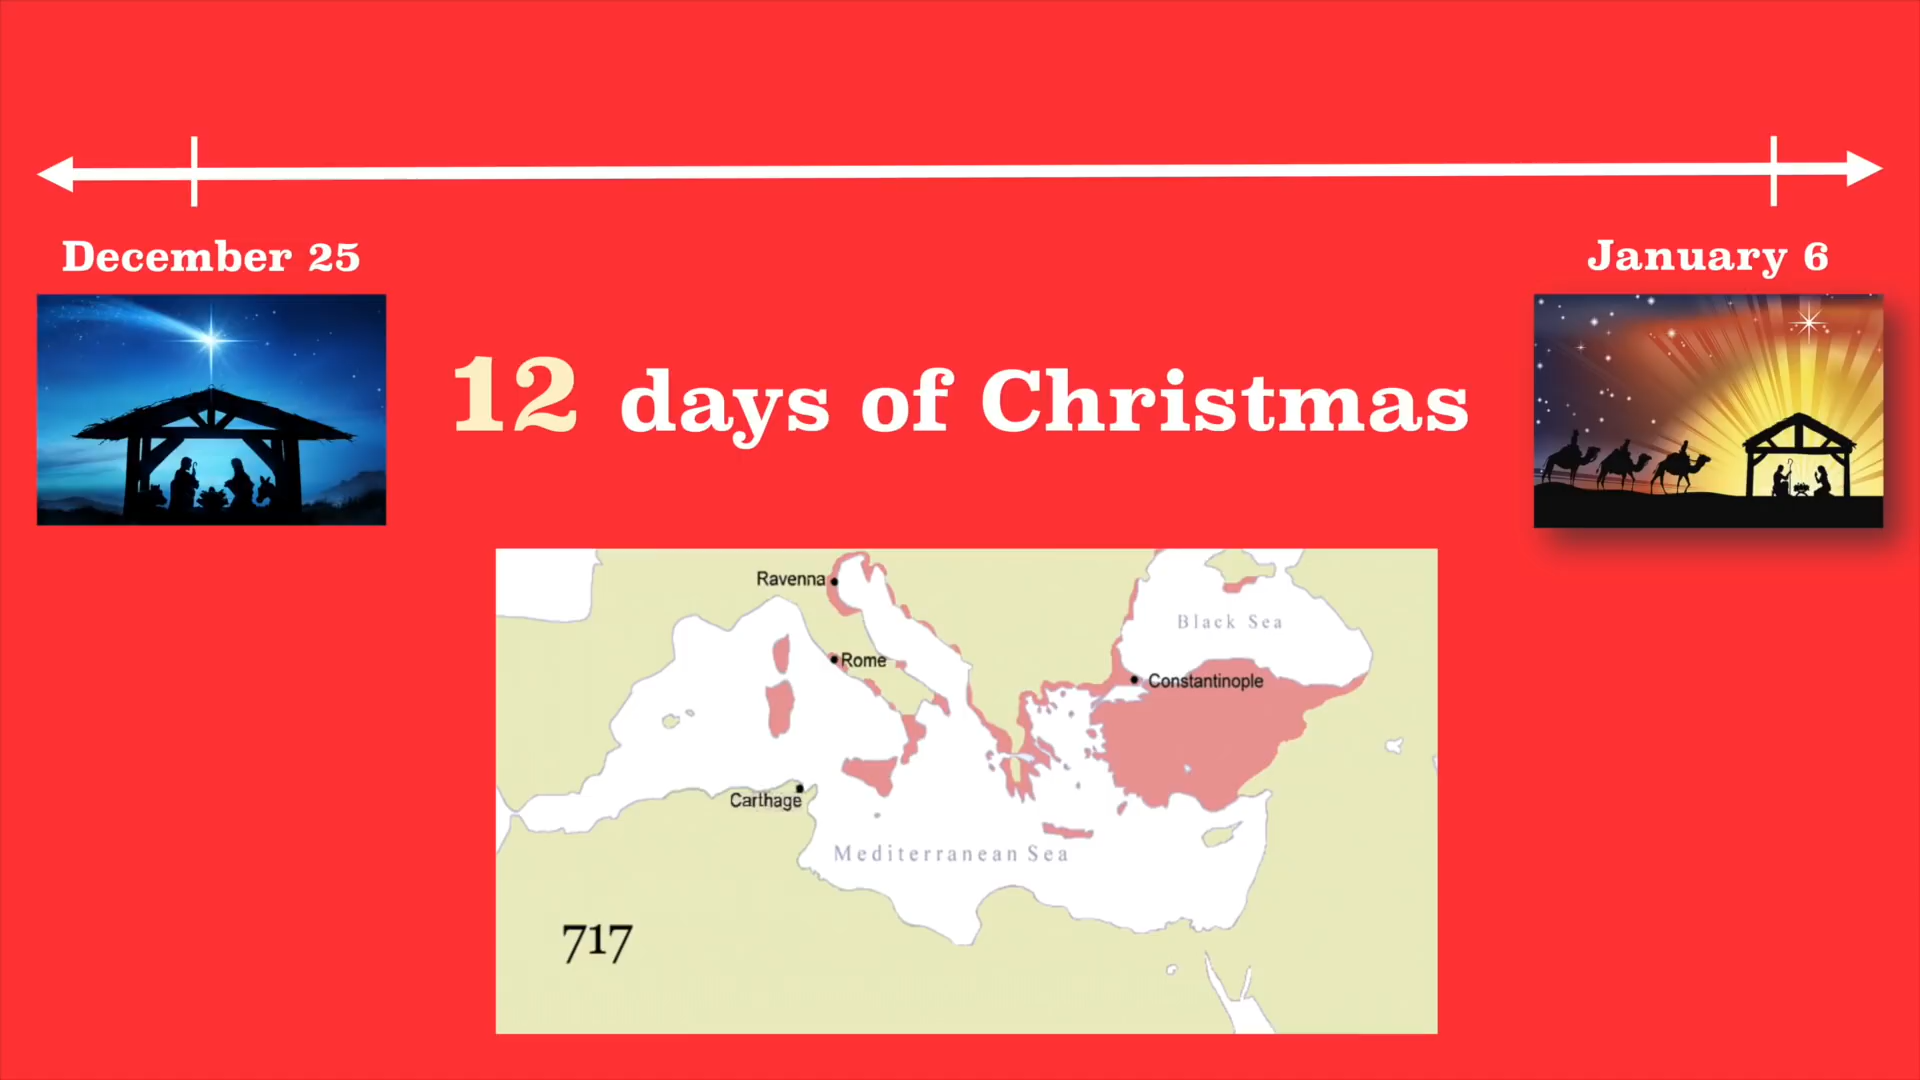 December 25
January 6
12 days of Christmas
Ravenna
Black Sea
Rome
Constantinople
Carthage
Mediterranean Sea
717